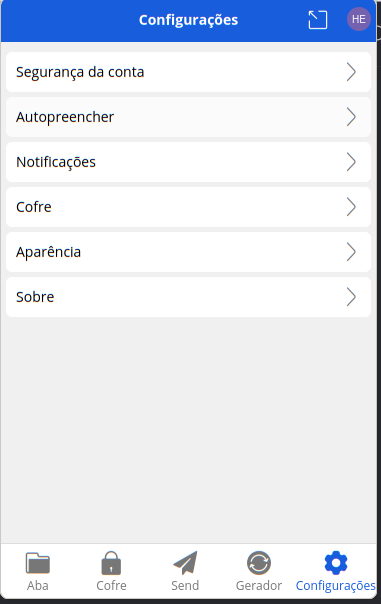 Configurações
HE
Segurança da conta
Autopreencher
Notificações
Cofre
Aparência
Sobre
Aba
Cofre
Send
Gerador
Configurações